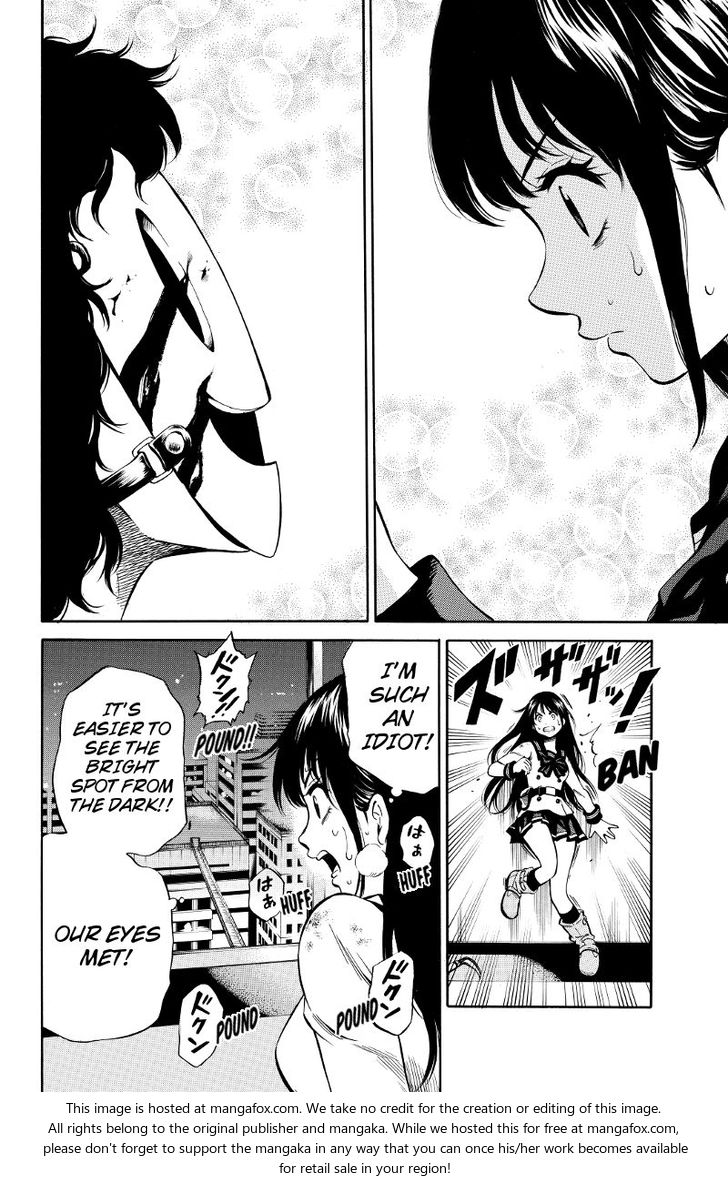 ズザザッ!
BAN
I'M
SUCH
AN
IDIOT!
ドクン!!
POUND!!
IT'S
EASIER TO
SEE THE
BRIGHT
SPOT FROM
THE DARK!!
はぁ
HUFF
はぁ
HUFF
OUR EYES
MET!
ドクン
POUND
ドクン
POUND
This image is hosted at mangafox.com. We take no credit for the creation or editing of this image.
All rights belong to the original publisher and mangaka. While we hosted this for free at mangafox.com,
please don't forget to support the mangaka in any way that you can once his/her work becomes available
for retail sale in your region!